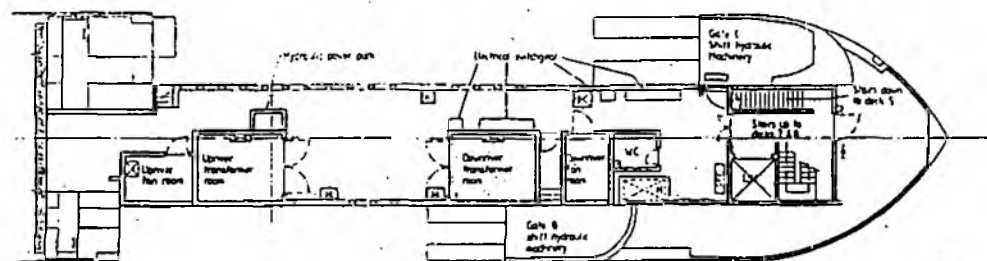 Gate C
shift hydraulic
machinery
Hydraulic power pack
Electrical switchgear
Stairs down
to deck 5
Stairs up to
decks 7 & 8
Upriver
fan room
Upriver
transformer
room
Downriver
transformer
room
Downriver
fan
room
WC
Lift
Gate B
shift hydraulic
machinery